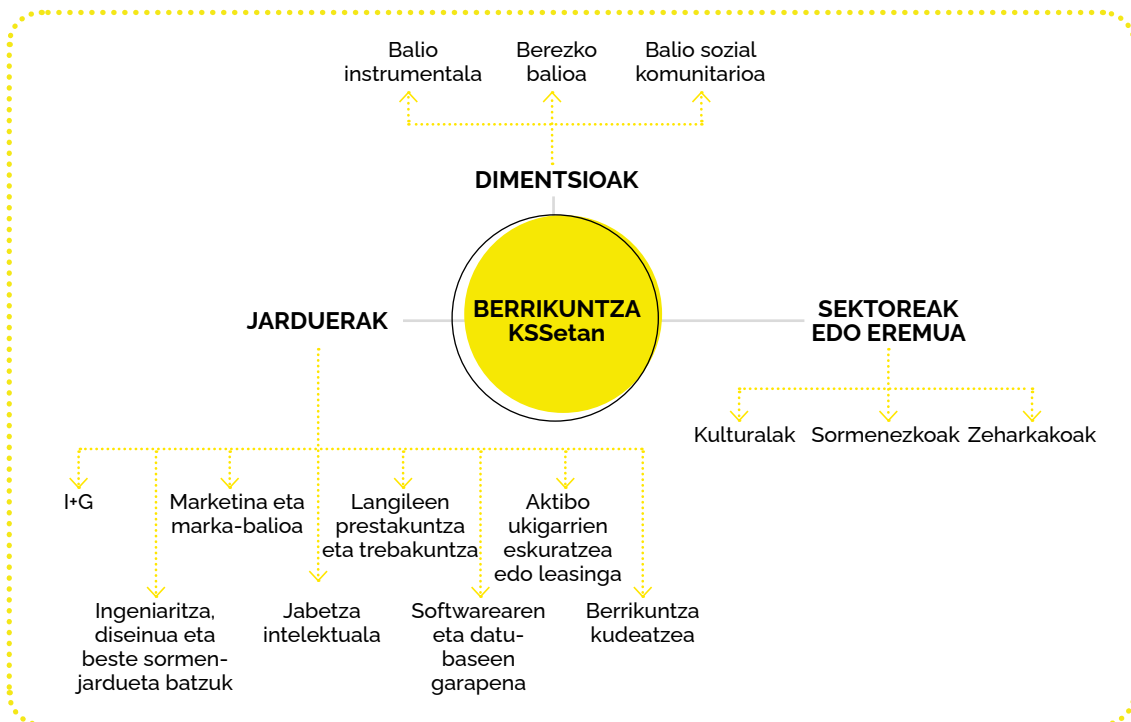 Balio
instrumentala
Berezko
balioa
Balio sozial
komunitarioa
DIMENTSIOAK
BERRIKUNTZA
KSSetan
JARDUERAK
SEKTOREAK
EDO EREMUA
Kulturalak
Sormenezkoak
Zeharkakoak
I+G
Marketina eta
marka-balioa
Langileen
prestakuntza
eta trebakuntza
Aktibo
ukigarrien
eskuratzea
edo leasinga
Ingeniaritza,
diseinua eta
beste sormen-
jardueta batzuk
Jabetza
intelektuala
Softwarearen
eta datu-
baseen
garapena
Berrikuntza
kudeatzea